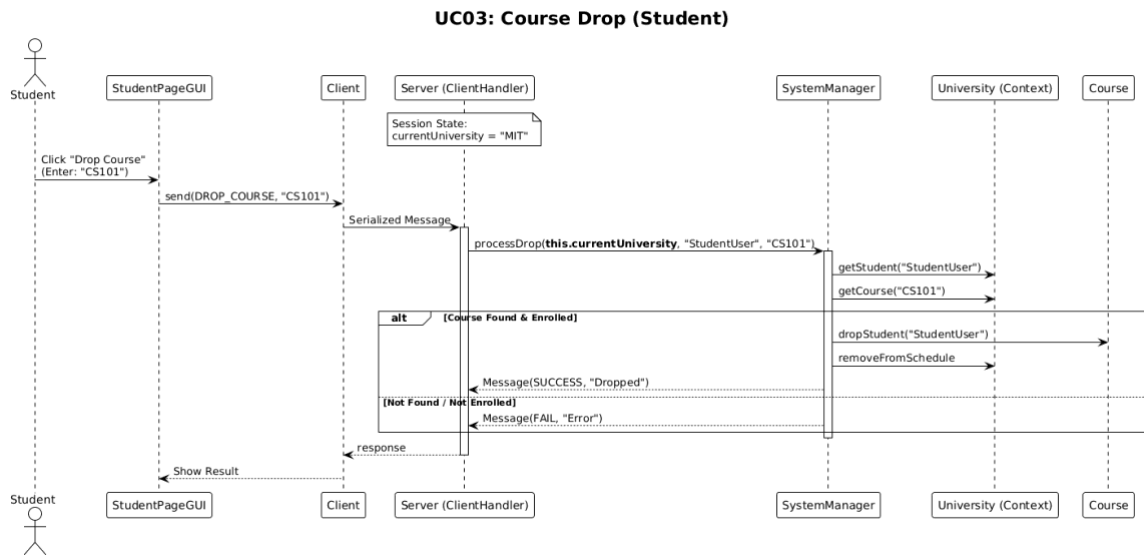 UC03: Course Drop (Student)
Student
StudentPageGUI
Client
Server (ClientHandler)
SystemManager
University (Context)
Course
Session State:
currentUniversity = "MIT"
Click "Drop Course"
(Enter: "CS101")
send(DROP_COURSE, "CS101")
Serialized Message
processDrop(this.currentUniversity, "StudentUser", "CS101")
getStudent("StudentUser")
getCourse("CS101")
alt
[Course Found & Enrolled]
dropStudent("StudentUser")
removeFromSchedule
Message(SUCCESS, "Dropped")
[Not Found / Not Enrolled]
Message(FAIL, "Error")
response
Show Result
Student
StudentPageGUI
Client
Server (ClientHandler)
SystemManager
University (Context)
Course